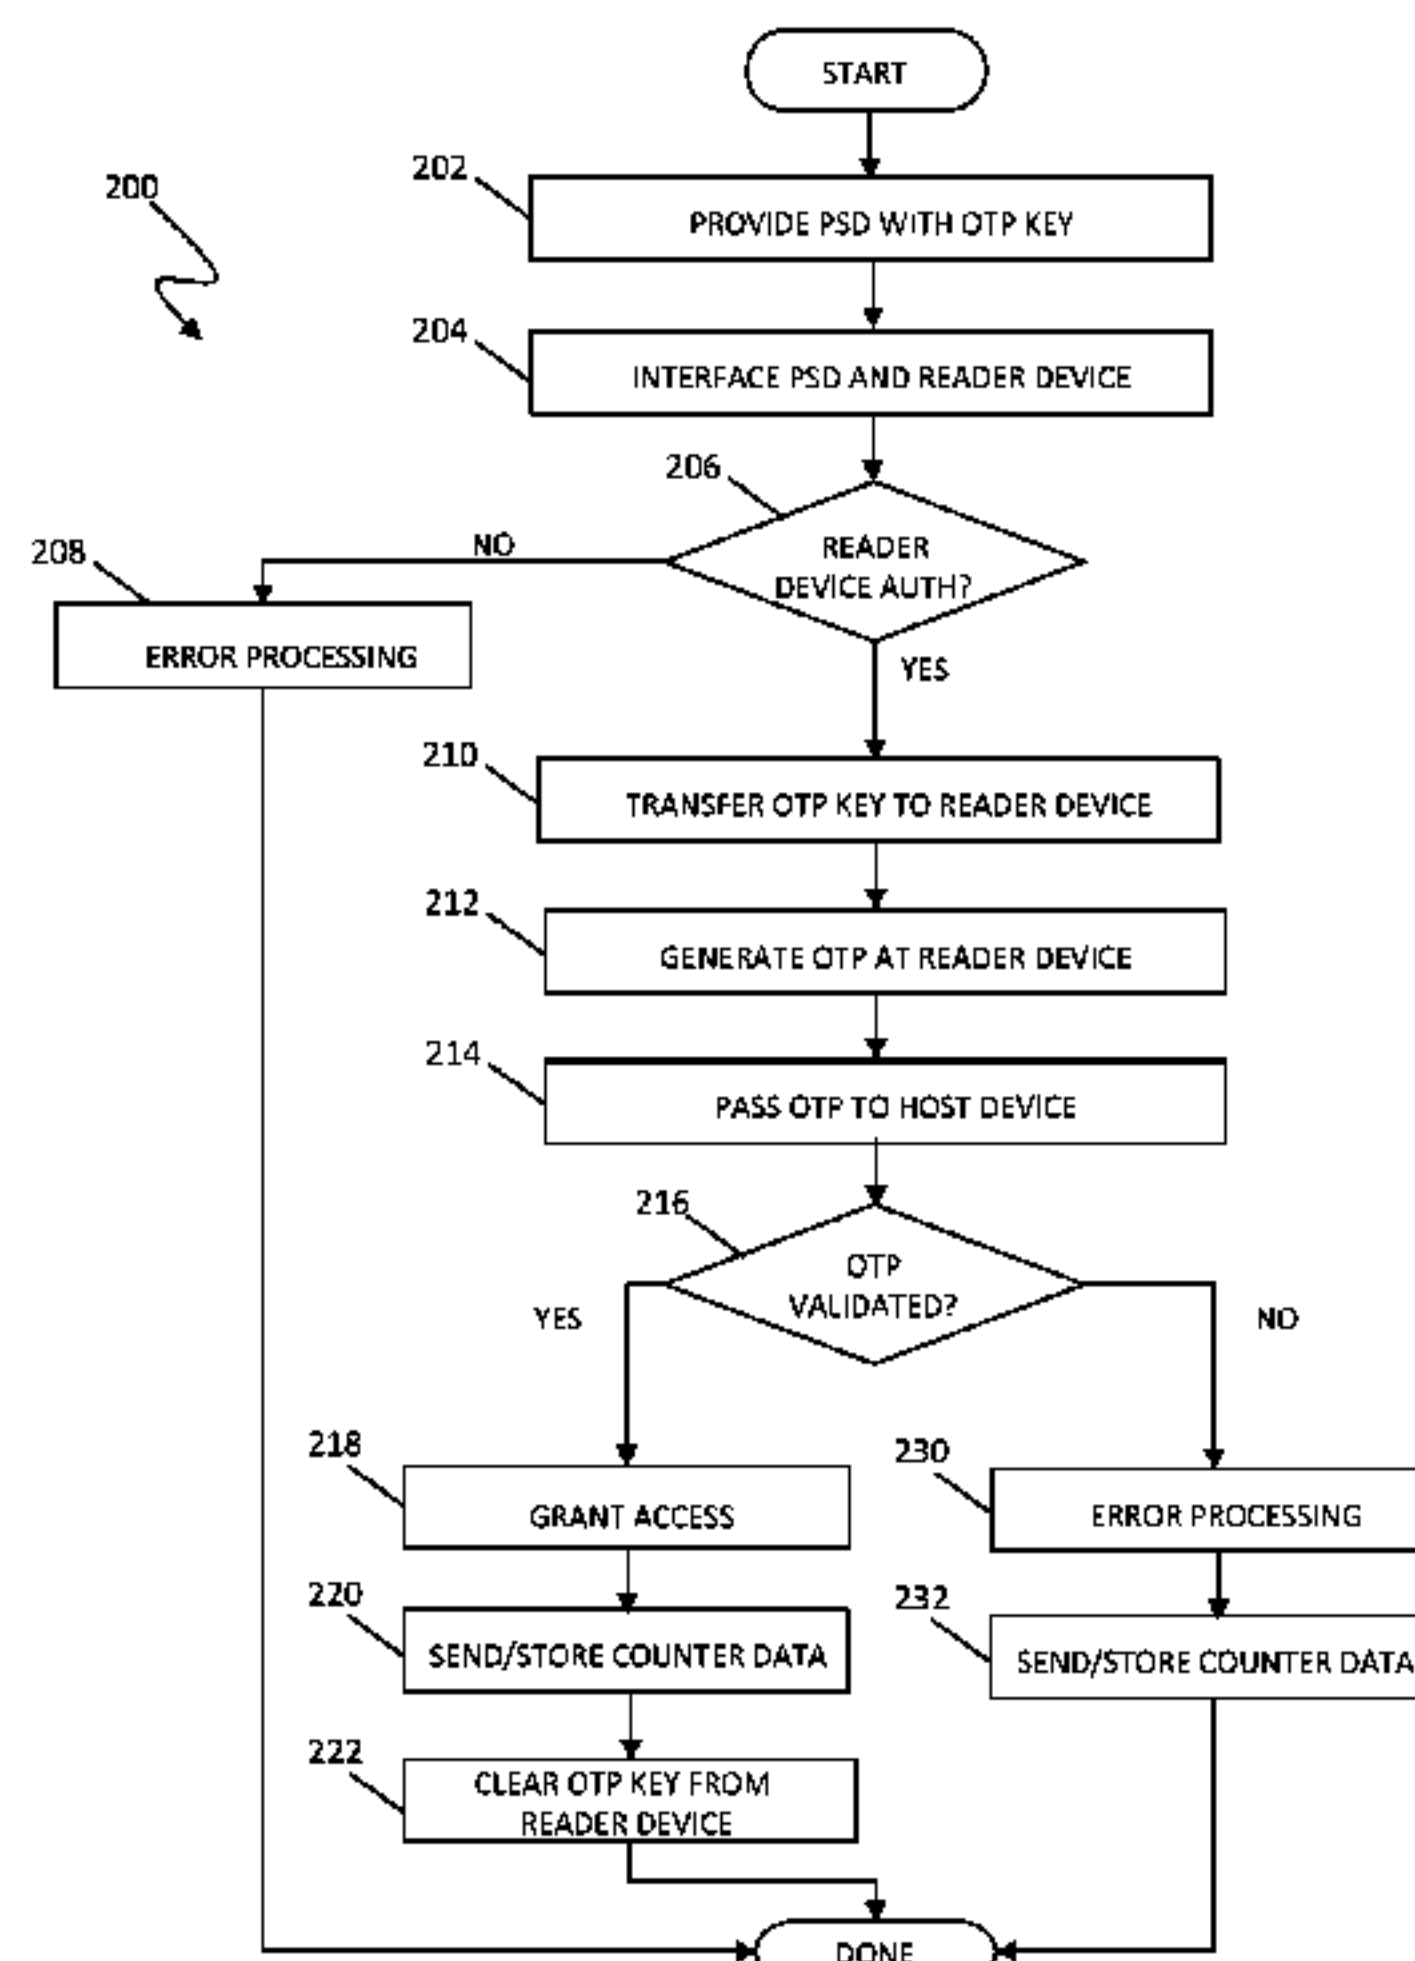 START
202
200
PROVIDE PSD WITH OTP KEY
204
INTERFACE PSD AND READER DEVICE
206
READER
DEVICE AUTH?
NO
208
ERROR PROCESSING
YES
210
TRANSFER OTP KEY TO READER DEVICE
212
GENERATE OTP AT READER DEVICE
214
PASS OTP TO HOST DEVICE
216
OTP
VALIDATED?
YES
NO
218
GRANT ACCESS
230
ERROR PROCESSING
220
SEND/STORE COUNTER DATA
232
SEND/STORE COUNTER DATA
222
CLEAR OTP KEY FROM
READER DEVICE
DONE